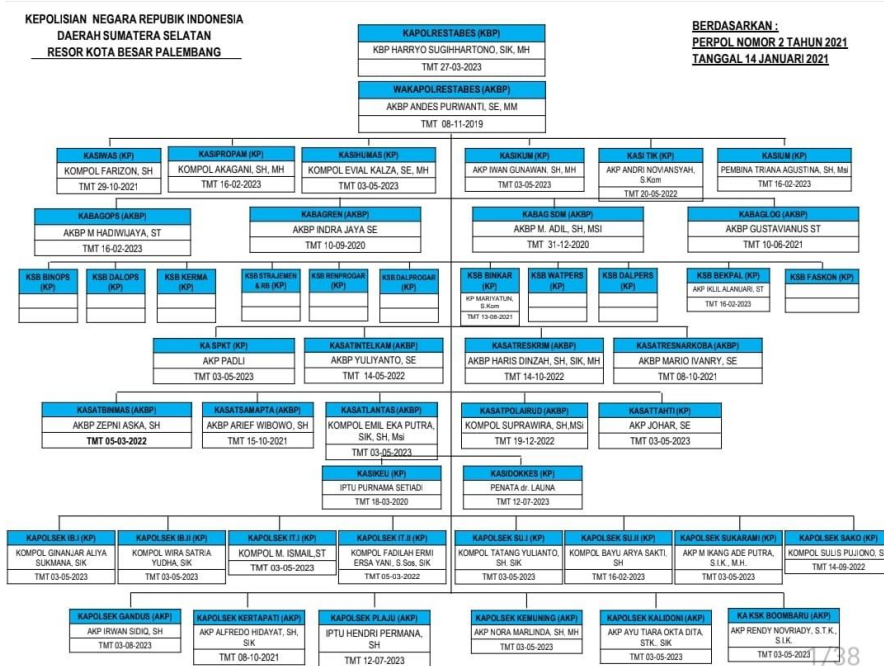 KEPOLISIAN NEGARA REPUBIK INDONESIA
DAERAH SUMATERA SELATAN
RESOR KOTA BESAR PALEMBANG
BERDASARKAN :
PERPOL NOMOR 2 TAHUN 2021
TANGGAL 14 JANUARI 2021
KAPOLRESTABES (KBP)
KBP HARRYO SUGIHHARTONO, SIK, MH
TMT 27-03-2023
WAKAPOLRESTABES (AKBP)
AKBP ANDES PURWANTI, SE, MM
TMT 08-11-2019
KASIWAS (KP)
KOMPOL FARIZON, SH
TMT 29-10-2021
KASIPROPAM (KP)
KOMPOL AKAGANI, SH, MH
TMT 16-02-2023
KASIHUMAS (KP)
KOMPOL EVIAL KALZA, SE, MH
TMT 03-05-2023
KASIKUM (KP)
AKP IWAN GUNAWAN, SH, MH
TMT 03-05-2023
KASI TIK (KP)
AKP ANDRI NOVIANSYAH,
S.Kom
TMT 20-05-2022
KASIUM (KP)
PEMBINA TRIANA AGUSTINA, SH, Msi
TMT 16-02-2023
KABAGOPS (AKBP)
AKBP M HADIWIJAYA, ST
TMT 16-02-2023
KABAGREN (AKBP)
AKBP INDRA JAYA SE
TMT 10-09-2020
KABAG SDM (AKBP)
AKBP M. ADIL, SH, MSI
TMT 31-12-2020
KABAGLOG (AKBP)
AKBP GUSTAVIANUS ST
TMT 10-06-2021
KSB BINOPS
(KP)
KSB DALOPS
(KP)
KSB KERMA
(KP)
KSB STRAJEMEN
& RB (KP)
KSB RENPROGAR
(KP)
KSB DALPROGAR
(KP)
KSB BINKAR
(KP)
KP MARIYATUN,
S.Kom
TMT 13-08-2021
KSB WATPERS
(KP)
KSB DALPERS
(KP)
KSB BEKPAL (KP)
AKP IKLIL ALANUARI, ST
TMT 16-02-2023
KSB FASKON (KP)
KA SPKT (KP)
AKP PADLI
TMT 03-05-2023
KASATINTELKAM (AKBP)
AKBP YULIYANTO, SE
TMT 14-05-2022
KASATRESKRIM (AKBP)
AKBP HARIS DINZAH, SH, SIK, MH
TMT 14-10-2022
KASATRESNARKOBA (AKBP)
AKBP MARIO IVANRY, SE
TMT 08-10-2021
KASATBINMAS (AKBP)
AKBP ZEPNI ASKA, SH
TMT 05-03-2022
KASATSAMAPTA (AKBP)
AKBP ARIEF WIBOWO, SH
TMT 15-10-2021
KASATLANTAS (AKBP)
KOMPOL EMIL EKA PUTRA,
SIK, SH, Msi
TMT 03-05-2023
KASATPOLAIRUD (AKBP)
KOMPOL SUPRAWIRA, SH,MSi
TMT 19-12-2022
KASATTAHTI (KP)
AKP JOHAR, SE
TMT 03-05-2023
KASIKEU (KP)
IPTU PURNAMA SETIADI
TMT 18-03-2020
KASIDOKKES (KP)
PENATA dr. LAUNA
TMT 12-07-2023
KAPOLSEK IB.I (KP)
KOMPOL GINANJAR ALIYA
SUKMANA, SIK
TMT 03-05-2023
KAPOLSEK IB.II (KP)
KOMPOL WIRA SATRIA
YUDHA, SIK
TMT 03-05-2023
KAPOLSEK IT.I (KP)
KOMPOL M. ISMAIL,ST
TMT 03-05-2023
KAPOLSEK IT.II (KP)
KOMPOL FADILAH ERMI
ERSA YANI, S.Sos, SIK
TMT 05-03-2022
KAPOLSEK SU.I (KP)
KOMPOL TATANG YULIANTO,
SH, SIK
TMT 03-05-2023
KAPOLSEK SU.II (KP)
KOMPOL BAYU ARYA SAKTI,
SH
TMT 16-02-2023
KAPOLSEK SUKARAMI (KP)
AKP M IKANG ADE PUTRA,
S.I.K., M.H.
TMT 03-05-2023
KAPOLSEK SAKO (KP)
KOMPOL SULIS PUJIONO, S
TMT 14-09-2022
KAPOLSEK GANDUS (AKP)
AKP IRWAN SIDIQ, SH
TMT 03-08-2023
KAPOLSEK KERTAPATI (AKP)
AKP ALFREDO HIDAYAT, SH,
SIK
TMT 08-10-2021
KAPOLSEK PLAJU (AKP)
IPTU HENDRI PERMANA,
SH
TMT 12-07-2023
KAPOLSEK KEMUNING (AKP)
AKP NORA MARLINDA, SH, MH
TMT 03-05-2023
KAPOLSEK KALIDONI (AKP)
AKP AYU TIARA OKTA DITA,
STK, SIK
TMT 03-05-2023
KA KSK BOOMBARU (AKP)
AKP RENDY NOVRIADY, S.T.K.,
S.I.K.
TMT 03-05-2023
1/38